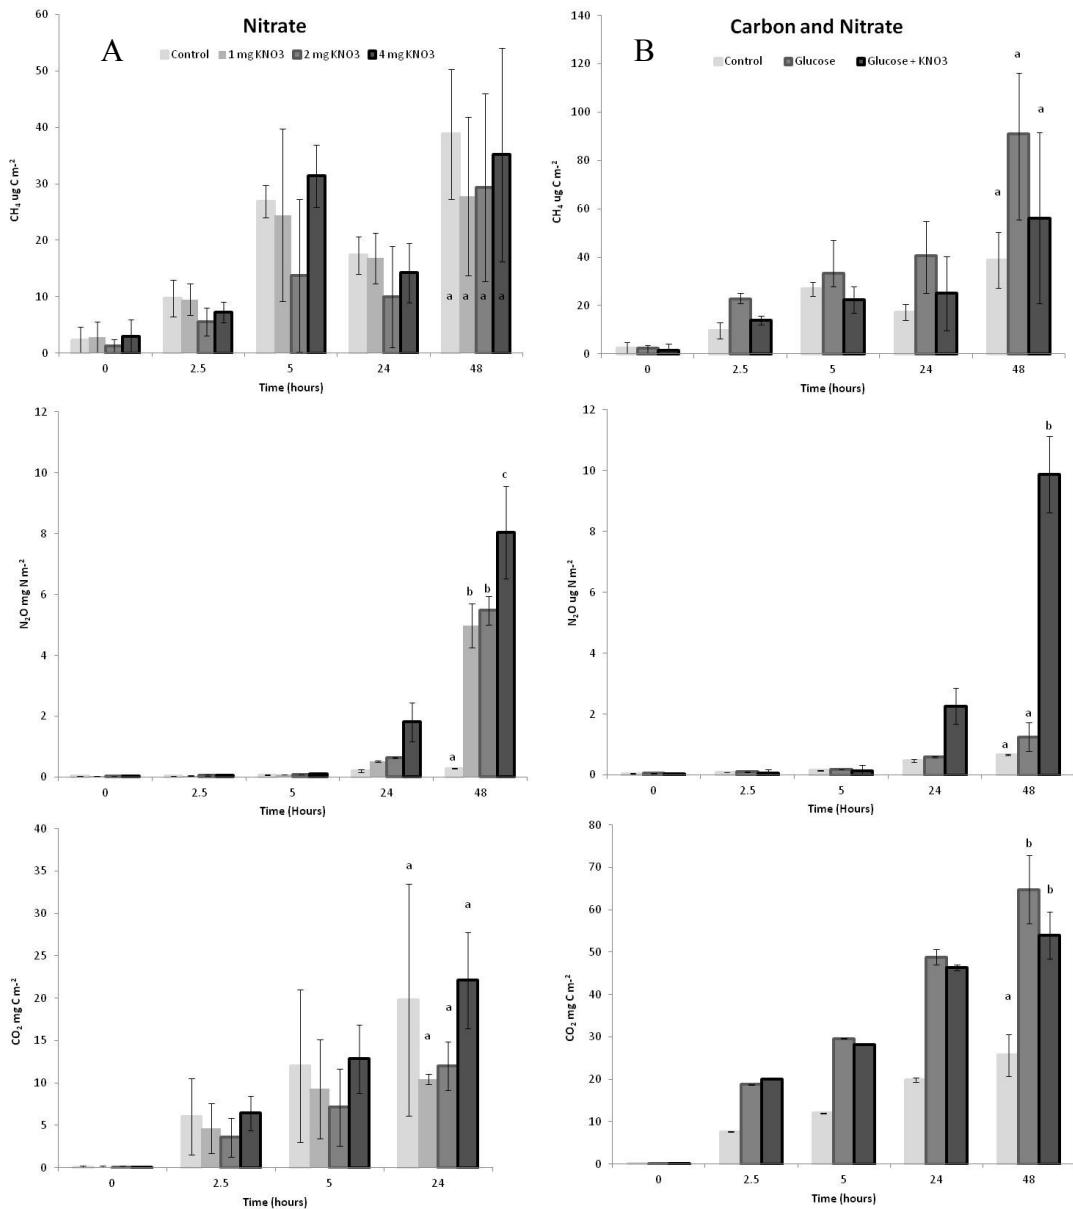 Nitrate
A
Control 1 mg KNO3 2 mg KNO3 4 mg KNO3
60
50
40
30
20
10
0
CH₄ ug C m-²
a a a a
0 2.5 5 24 48
Time (hours)
Carbon and Nitrate
B
Control Glucose Glucose + KNO3
140
120
100
80
60
40
20
0
CH₄ ug C m-²
a
a
a
0 2.5 5 24 48
Time (hours)
12
10
8
6
4
2
0
N₂O mg N m-²
c
b b
a
0 2.5 5 24 48
Time (Hours)
12
10
8
6
4
2
0
N₂O ug N m-²
b
a
a
0 2.5 5 24 48
Time (Hours)
40
35
30
25
20
15
10
5
0
CO₂ mg C m-²
a
a
a
a
0 2.5 5 24
Time (hours)
80
70
60
50
40
30
20
10
0
CO₂ mg C m-²
b
b
a
0 2.5 5 24 48
Time (hours)